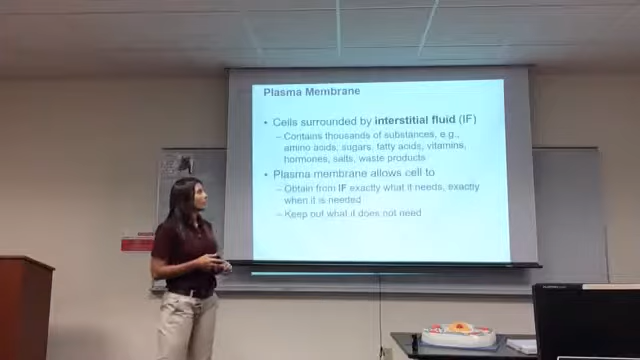 Plasma Membrane
• Cells surrounded by interstitial fluid (IF)
– Contains thousands of substances, e.g.,
amino acids, sugars, fatty acids, vitamins,
hormones, salts, waste products
• Plasma membrane allows cell to
– Obtain from IF exactly what it needs, exactly
when it is needed
– Keep out what it does not need